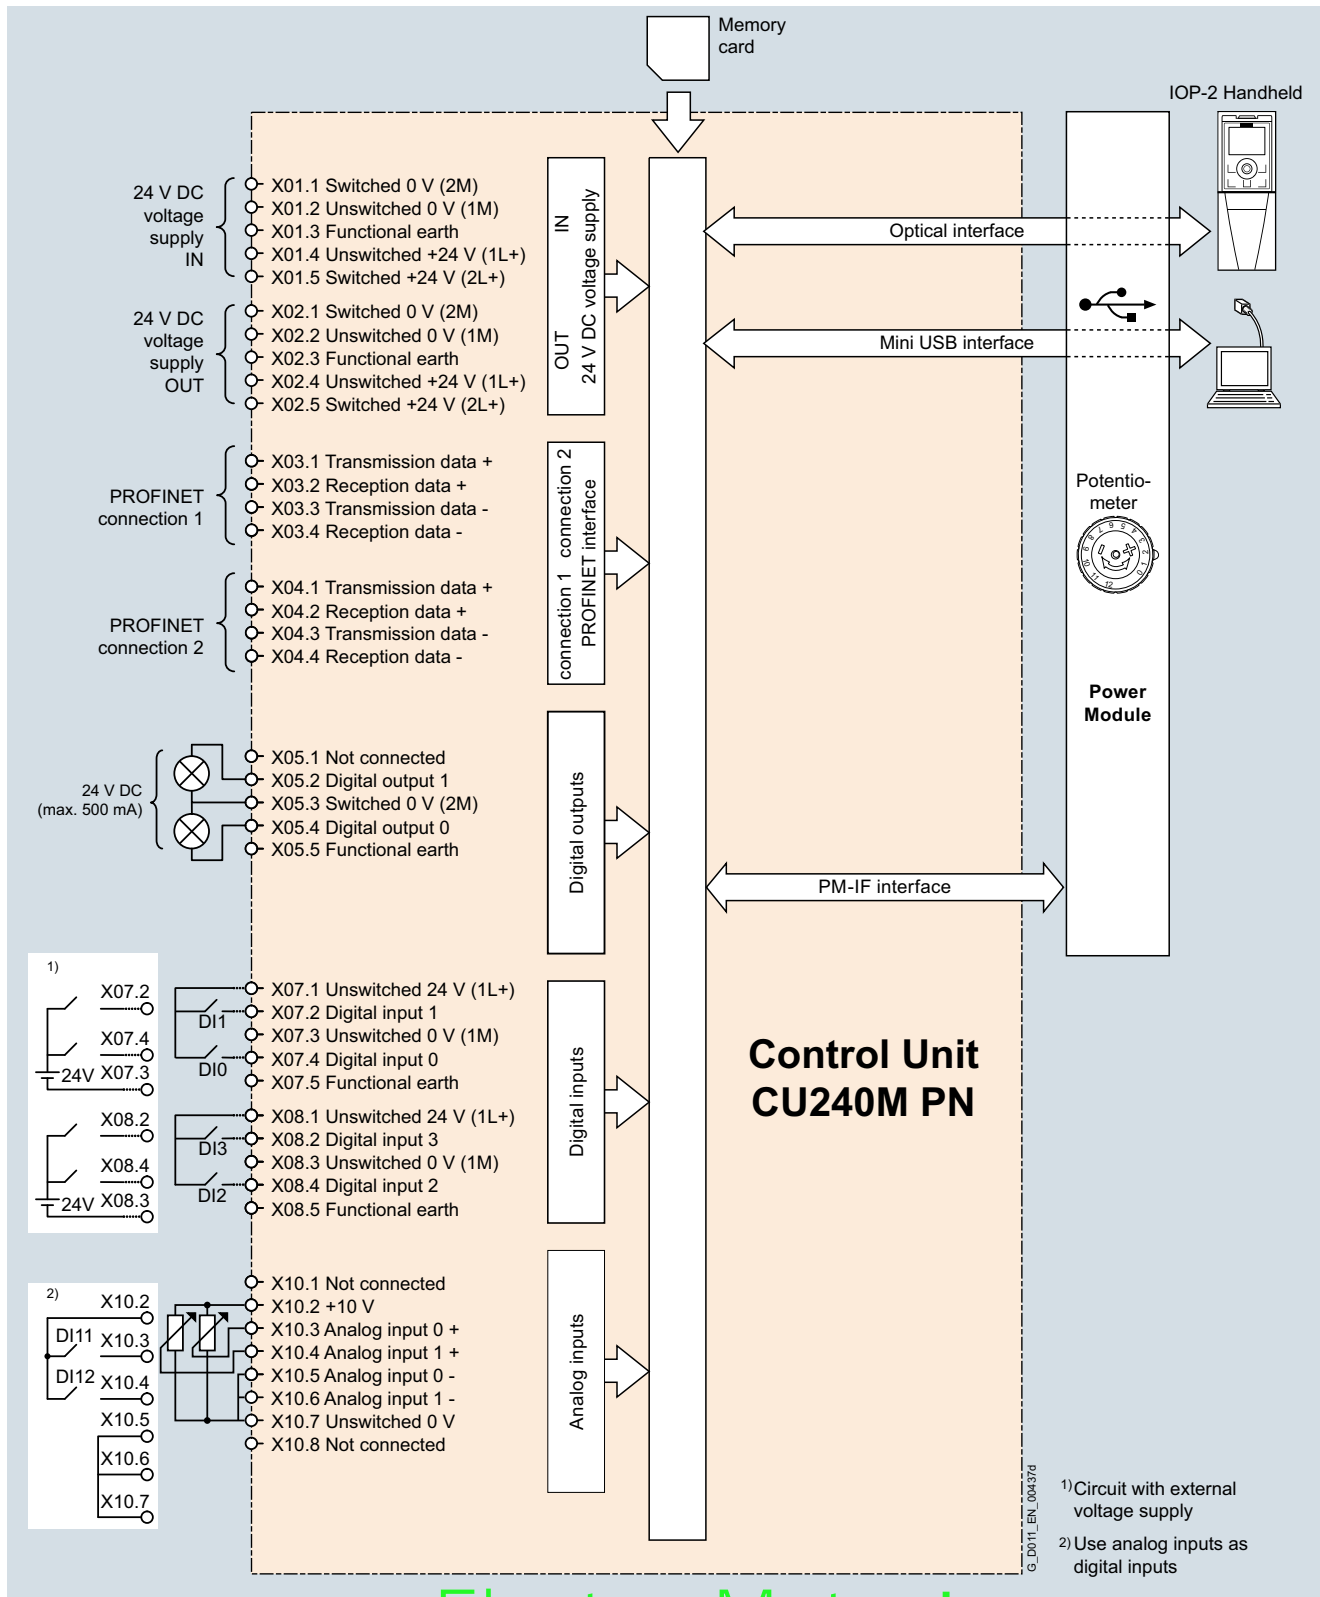 Memory
card
IOP-2 Handheld
24 V DC
voltage
supply
IN
X01.1 Switched 0 V (2M)
X01.2 Unswitched 0 V (1M)
X01.3 Functional earth
X01.4 Unswitched +24 V (1L+)
X01.5 Switched +24 V (2L+)
24 V DC
voltage
supply
OUT
X02.1 Switched 0 V (2M)
X02.2 Unswitched 0 V (1M)
X02.3 Functional earth
X02.4 Unswitched +24 V (1L+)
X02.5 Switched +24 V (2L+)
OUT IN
24 V DC voltage supply
Optical interface
Mini USB interface
PROFINET
connection 1
X03.1 Transmission data +
X03.2 Reception data +
X03.3 Transmission data -
X03.4 Reception data -
PROFINET
connection 2
X04.1 Transmission data +
X04.2 Reception data +
X04.3 Transmission data -
X04.4 Reception data -
connection 1 connection 2
PROFINET interface
Potentio-
meter
0 1 2 3 4 5 6 7 8 9 10 11 12
Power
Module
24 V DC
(max. 500 mA)
X05.1 Not connected
X05.2 Digital output 1
X05.3 Switched 0 V (2M)
X05.4 Digital output 0
X05.5 Functional earth
Digital outputs
PM-IF interface
1)
X07.2
X07.4
24V X07.3
X08.2
X08.4
24V X08.3
DI1
DI0
DI3
DI2
X07.1 Unswitched 24 V (1L+)
X07.2 Digital input 1
X07.3 Unswitched 0 V (1M)
X07.4 Digital input 0
X07.5 Functional earth
X08.1 Unswitched 24 V (1L+)
X08.2 Digital input 3
X08.3 Unswitched 0 V (1M)
X08.4 Digital input 2
X08.5 Functional earth
Digital inputs
Control Unit
CU240M PN
2)
X10.2
DI11 X10.3
DI12 X10.4
X10.5
X10.6
X10.7
X10.1 Not connected
X10.2 +10 V
X10.3 Analog input 0 +
X10.4 Analog input 1 +
X10.5 Analog input 0 -
X10.6 Analog input 1 -
X10.7 Unswitched 0 V
X10.8 Not connected
Analog inputs
G_D011_EN_00437d
1) Circuit with external
voltage supply
2) Use analog inputs as
digital inputs